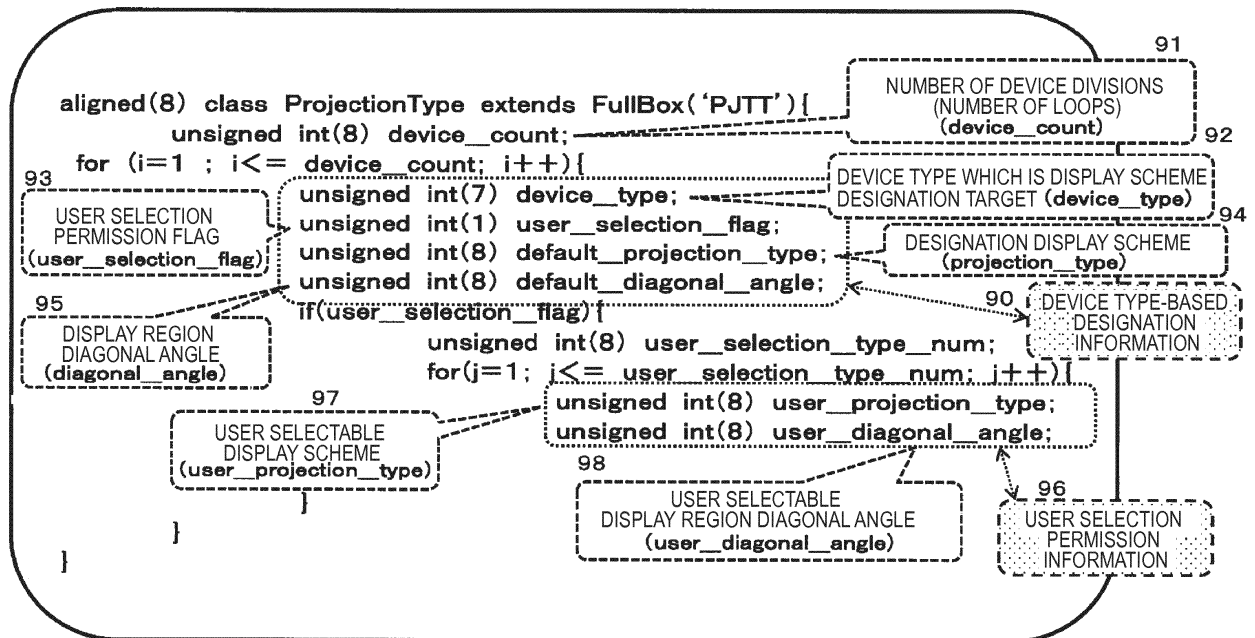 91
NUMBER OF DEVICE DIVISIONS
(NUMBER OF LOOPS)
(device__count)
aligned(8) class ProjectionType extends FullBox('PJTT'){
unsigned int(8) device__count;
92
for (i=1 ; i<= device__count; i++){
93
USER SELECTION
PERMISSION FLAG
(user__selection__flag)
unsigned int(7) device__type;
DEVICE TYPE WHICH IS DISPLAY SCHEME
DESIGNATION TARGET (device__type)
unsigned int(1) user__selection__flag;
94
unsigned int(8) default__projection__type;
DESIGNATION DISPLAY SCHEME
(projection__type)
unsigned int(8) default__diagonal__angle;
95
DISPLAY REGION
DIAGONAL ANGLE
(diagonal__angle)
90
DEVICE TYPE-BASED
DESIGNATION
INFORMATION
if(user__selection__flag){
unsigned int(8) user__selection__type__num;
for(j=1; j<= user__selection__type__num; j++){
97
USER SELECTABLE
DISPLAY SCHEME
(user__projection__type)
unsigned int(8) user__projection__type;
unsigned int(8) user__diagonal__angle;
98
USER SELECTABLE
DISPLAY REGION DIAGONAL ANGLE
(user__diagonal__angle)
96
USER SELECTION
PERMISSION
INFORMATION
}
}
}